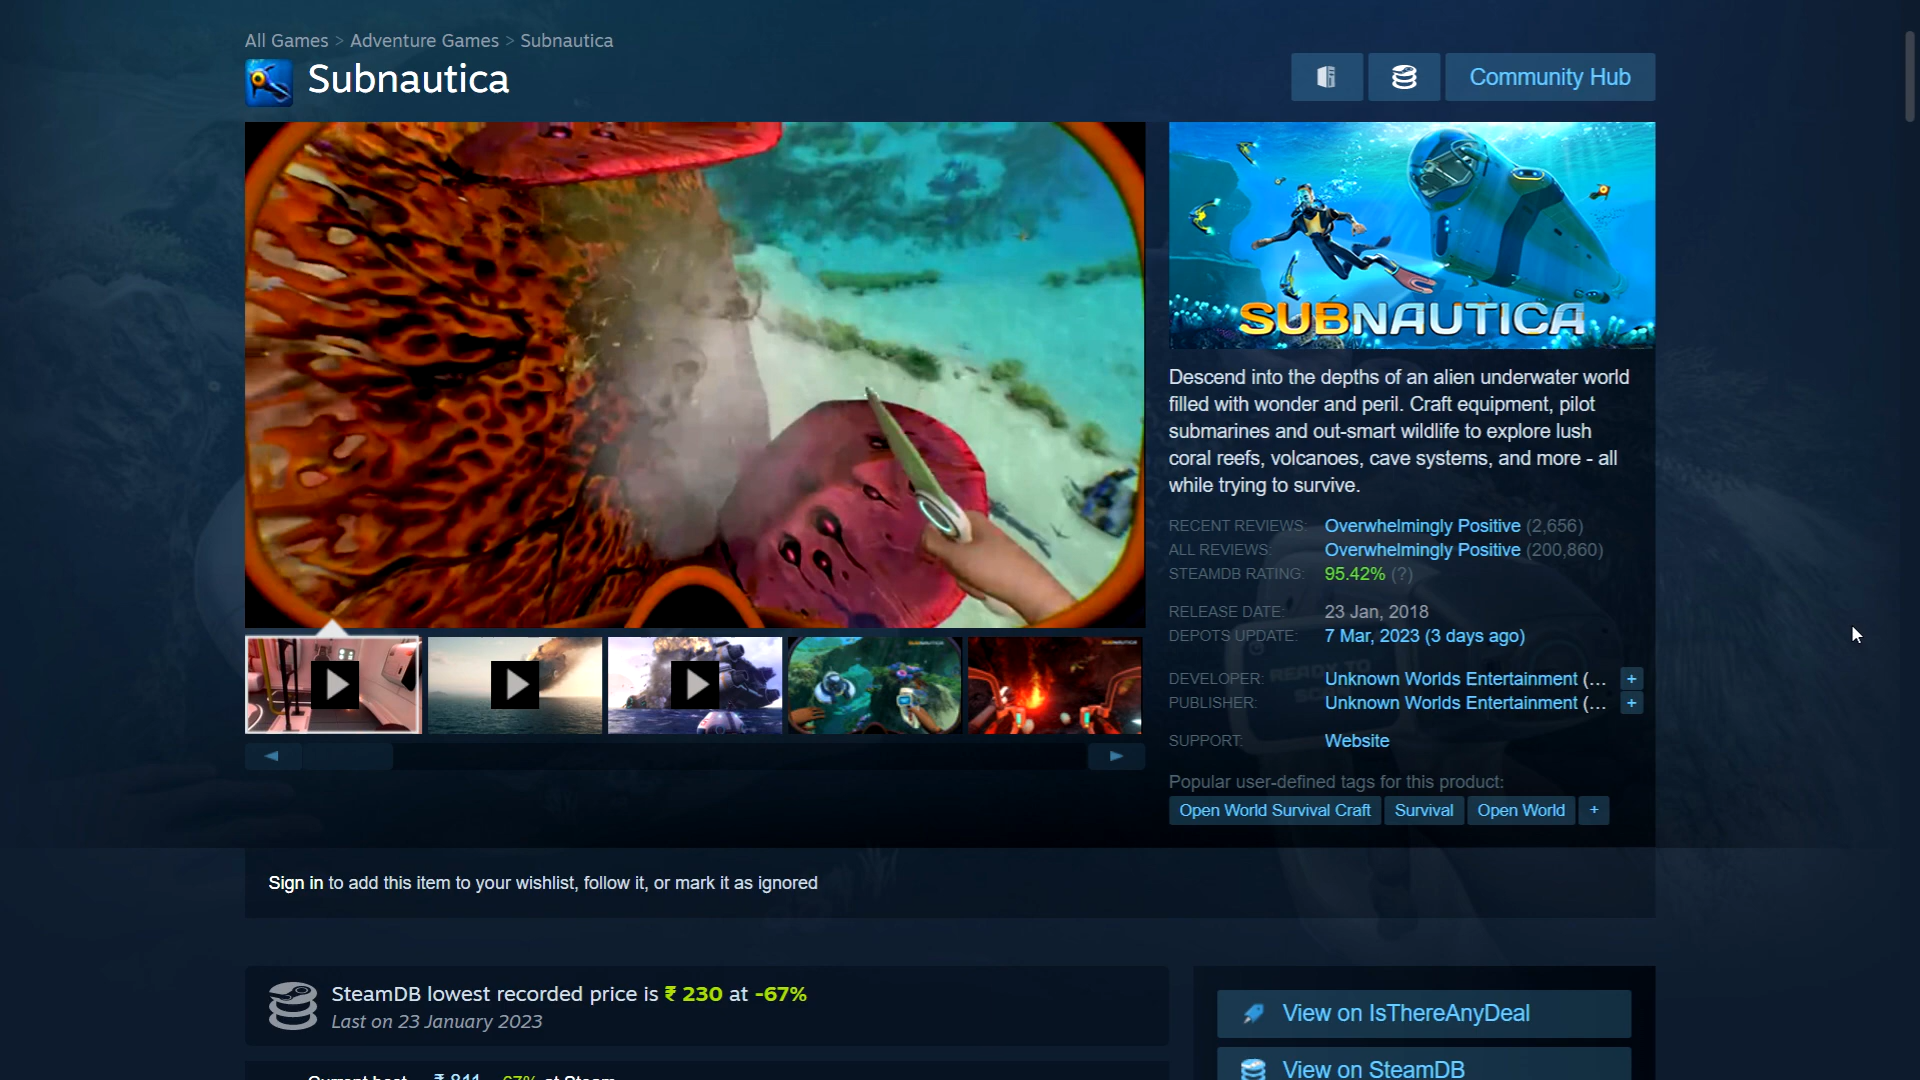 All Games > Adventure Games > Subnautica
Subnautica
Community Hub
SUBNAUTICA
Descend into the depths of an alien underwater world
filled with wonder and peril. Craft equipment, pilot
submarines and out-smart wildlife to explore lush
coral reefs, volcanoes, cave systems, and more - all
while trying to survive.
RECENT REVIEWS: Overwhelmingly Positive (2,656)
ALL REVIEWS: Overwhelmingly Positive (200,860)
STEAMDB RATING: 95.42% (?)
RELEASE DATE: 23 Jan, 2018
DEPOTS UPDATE: 7 Mar, 2023 (3 days ago)
DEVELOPER: Unknown Worlds Entertainment (... +
PUBLISHER: Unknown Worlds Entertainment (... +
SUPPORT: Website
Popular user-defined tags for this product:
Open World Survival Craft Survival Open World +
Sign in to add this item to your wishlist, follow it, or mark it as ignored
SteamDB lowest recorded price is ₹ 230 at -67%
Last on 23 January 2023
View on IsThereAnyDeal
View on SteamDB